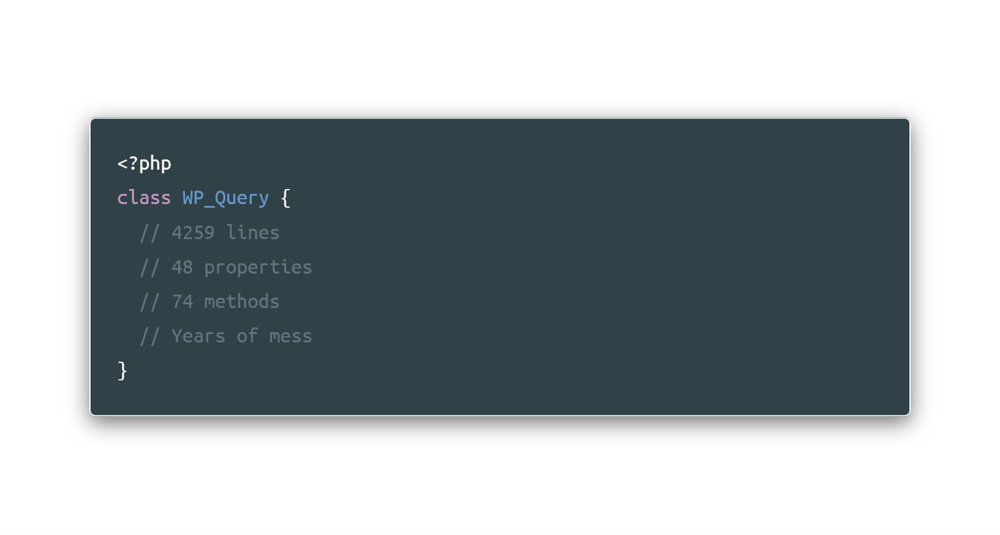 <?php
class WP_Query {
// 4259 lines
// 48 properties
// 74 methods
// Years of mess
}